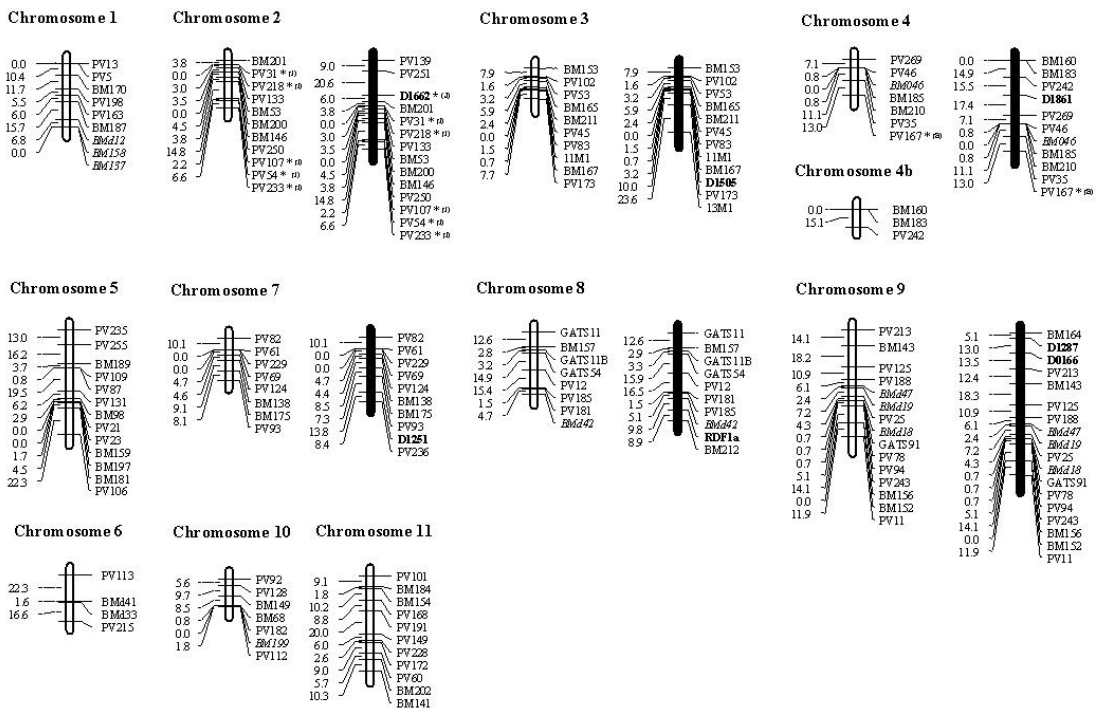 Chromosome 1
0.0
10.4
11.7
5.5
6.0
15.7
6.8
0.0
PV13
PV5
BM170
PV198
PV163
BM187
BMd12
BM158
BM157
Chromosome 2
3.8
0.0
3.0
3.5
0.0
4.5
3.8
14.8
2.2
6.6
BM201
PV31 * (1)
PV218 * (1)
PV133
BM53
BM200
BM146
PV250
PV107 * (1)
PV54 * (1)
PV233 * (1)
9.0
20.6
6.0
3.8
0.0
3.0
3.5
0.0
4.5
3.8
14.8
2.2
6.6
PV139
PV251
D1662 * (2)
BM201
PV31 * (1)
PV218 * (1)
PV133
BM53
BM200
BM146
PV250
PV107 * (1)
PV54 * (1)
PV233 * (1)
Chromosome 3
7.9
1.6
3.2
5.9
2.4
0.0
1.5
0.7
7.7
BM153
PV102
PV53
BM165
BM211
PV45
PV83
11M1
BM167
PV173
7.9
1.6
3.2
5.9
2.4
0.0
1.5
0.7
3.2
10.0
23.6
BM153
PV102
PV53
BM165
BM211
PV45
PV83
11M1
BM167
D1505
PV173
13M1
Chromosome 4
7.1
0.8
0.0
0.8
11.1
13.0
PV269
PV46
BM046
BM185
BM210
PV35
PV167 *
0.0
14.9
15.5
17.4
7.1
0.8
0.0
0.8
11.1
13.0
BM160
BM183
PV242
D1861
PV269
PV46
BM046
BM185
BM210
PV35
PV167 *
Chromosome 4b
0.0
15.1
BM160
BM183
PV242
Chromosome 5
13.0
16.2
3.7
0.8
19.5
6.2
2.9
0.0
0.0
1.7
4.5
22.3
PV235
PV255
BM189
PV109
PV87
PV131
BM98
PV21
PV23
BM159
BM197
BM181
PV106
Chromosome 7
10.1
0.0
0.0
4.7
4.6
9.1
8.1
PV82
PV61
PV229
PV69
PV124
BM138
BM175
PV93
10.1
0.0
0.0
4.4
8.5
7.3
13.8
8.4
PV82
PV61
PV229
PV69
PV124
BM138
BM175
PV93
D1251
PV236
Chromosome 8
12.6
2.8
3.2
14.9
15.4
1.5
4.7
GATS11
BM157
GATS11B
GATS54
PV12
PV185
PV181
BMd42
12.6
2.9
3.3
15.9
16.5
1.5
5.1
9.8
8.9
GATS11
BM157
GATS11B
GATS54
PV12
PV181
PV185
BMd42
RDF1a
BM212
Chromosome 9
14.1
18.2
10.9
6.1
2.4
7.2
4.3
0.7
0.7
5.1
14.1
0.0
11.9
PV213
BM143
PV125
PV188
BMd47
BMd19
PV25
BMd18
GATS91
PV78
PV94
PV243
BM156
BM152
PV11
5.1
13.0
13.5
12.4
18.3
10.9
6.1
2.4
7.2
4.3
0.7
0.7
5.1
14.1
0.0
11.9
BM164
D1287
D0166
PV213
BM143
PV125
PV188
BMd47
BMd19
PV25
BMd18
GATS91
PV78
PV94
PV243
BM156
BM152
PV11
Chromosome 6
22.3
1.6
16.6
PV113
BMd41
BMd33
PV215
Chromosome 10
5.6
9.7
8.5
0.8
0.0
1.8
PV92
PV128
BM149
BM68
PV182
BM199
PV112
Chromosome 11
9.1
1.8
10.2
8.8
20.0
6.0
2.6
9.0
5.7
10.3
PV101
BM184
BM154
PV168
PV191
PV149
PV228
PV172
PV60
BM202
BM141